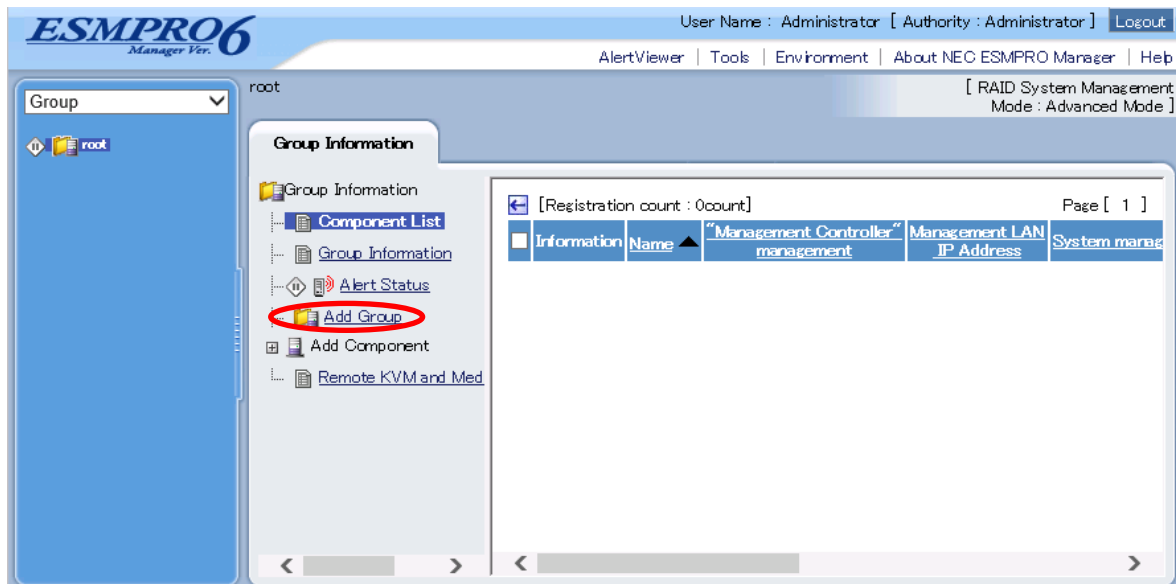 ESMPRO6
Manager Ver.
User Name : Administrator [ Authority : Administrator ] Logout
AlertViewer | Tools | Environment | About NEC ESMPRO Manager | Help
Group
root
root
[ RAID System Management
Mode : Advanced Mode ]
Group Information
Group Information
Component List
Group Information
Alert Status
Add Group
Add Component
Remote KVM and Med
[Registration count : 0count] Page [ 1 ]
Information Name "Management Controller" management Management LAN IP Address System manag